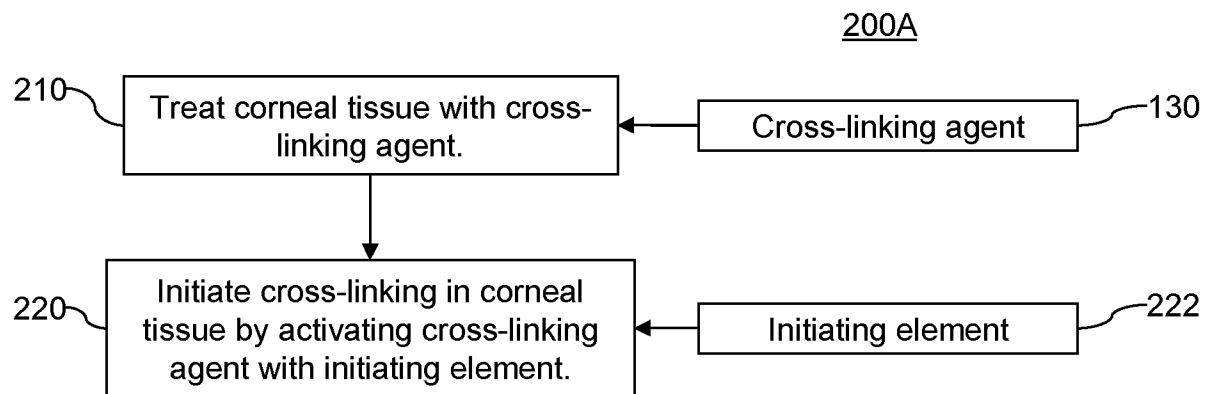 200A
210
Treat corneal tissue with cross-
linking agent.
Cross-linking agent
130
220
Initiate cross-linking in corneal
tissue by activating cross-linking
agent with initiating element.
Initiating element
222